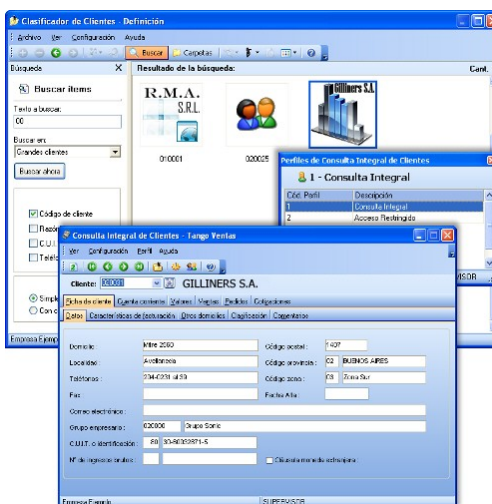 Clasificador de Clientes - Definición
Archivo Ver Configuración Ayuda
Buscar Carpetas
Búsqueda X Resultado de la búsqueda: Cant.
Buscar ítems
Texto a buscar:
00
Buscar en:
Grandes clientes
Buscar ahora
Código de cliente
R.M.A.
S.R.L.
Gilliners S.A.
010001 020025
Perfiles de Consulta Integral de Clientes
1 - Consulta Integral
Cód. Perfil Descripción
1 Consulta Integral
2 Acceso Restringido
Consulta Integral de Clientes - Tango Ventas
Ver Configuración Perfil Ayuda
Cliente: GILLINERS S.A.
Ficha de cliente Cuenta corriente Valores Ventas Pedidos Cotizaciones
Datos Características de facturación Otros domicilios Clasificación Comentarios
Domicilio: Mitre 2560 Código postal: 1407
Localidad: Avellaneda Código provincia: 02 BUENOS AIRES
Teléfonos: Código zona: 03 Zona Sur
Fax: Fecha Alta:
Correo electrónico:
Grupo empresario: 020000 Grupo Sonic
C.U.I.T. o identificación: 80
Nº de ingresos brutos: Cláusula moneda extranjera:
Empresa Ejemplo SUPERVISOR